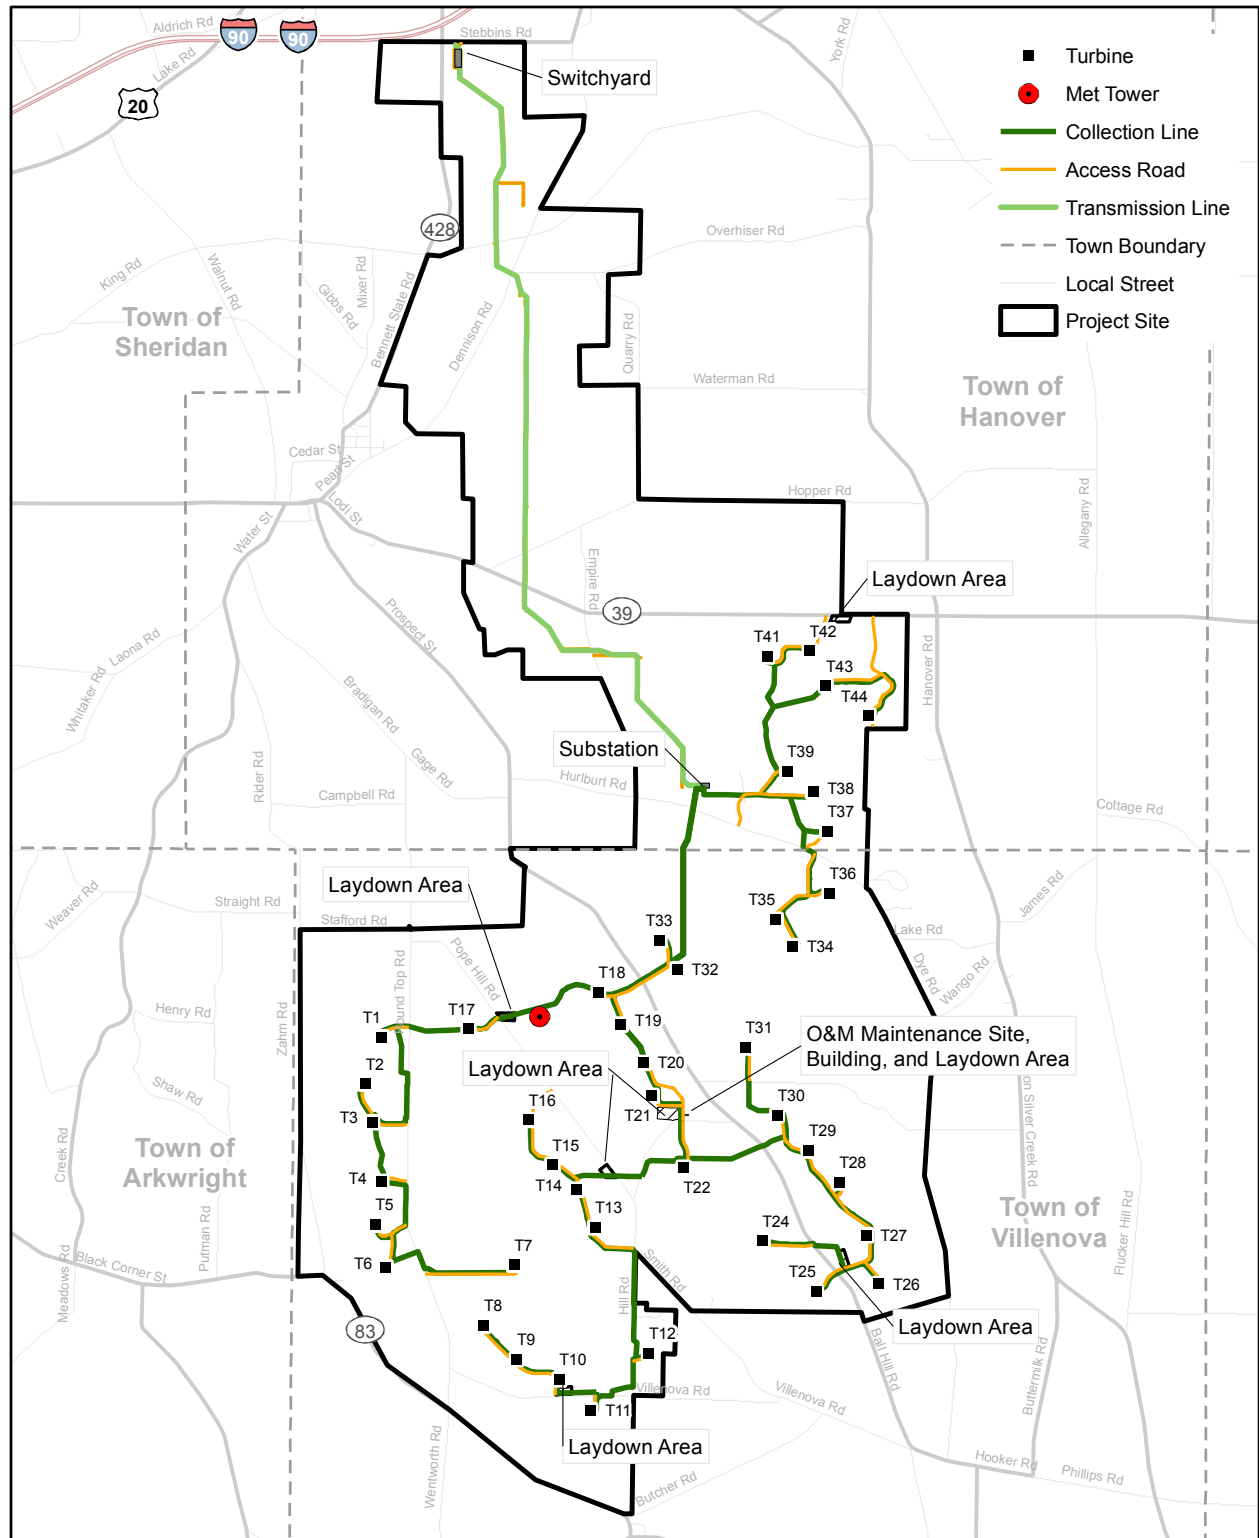 Aldrich Rd
90
90
Stebbins Rd
Lake Rd
20
York Rd
Switchyard
Turbine
Met Tower
Collection Line
Access Road
Transmission Line
Town Boundary
Local Street
Project Site
428
Overhiser Rd
King Rd
Walnut Rd
Gibbs Rd
Mixer Rd
Bennett State Rd
Dennison Rd
Quarry Rd
Town of
Sheridan
Waterman Rd
Town of
Hanover
Cedar St
Pearl St
Lodi St
Water St
Hopper Rd
Allegany Rd
Empire Rd
39
Laydown Area
Prospect St
Laona Rd
Whitaker Rd
Bradigan Rd
Gage Rd
Rider Rd
Campbell Rd
Hurlburt Rd
Hanover Rd
Cottage Rd
T41
T42
T43
T44
Substation
T39
T38
T37
T36
T35
T34
Weaver Rd
Straight Rd
Stafford Rd
Laydown Area
Pope Hill Rd
T33
T32
T18
T17
T19
T20
Lake Rd
James Rd
Dye Rd
Wango Rd
Henry Rd
Zahm Rd
T1
T2
T3
T31
O&M Maintenance Site,
Building, and Laydown Area
Laydown Area
T16
T21
T30
Shaw Rd
Creek Rd
Town of
Arkwright
T15
T14
T22
T29
T28
T4
T5
T6
T7
T13
T24
T27
T25
T26
Town of
Villenova
Putman Rd
Meadows Rd
Black Corner St
Smith Rd
Hill Rd
Flucker Hill Rd
83
T8
T9
T10
T11
T12
Laydown Area
Ball Hill Rd
Buttermilk Rd
Villenova Rd
Villenova Rd
Laydown Area
Wentworth Rd
Butcher Rd
Hooker Rd
Phillips Rd